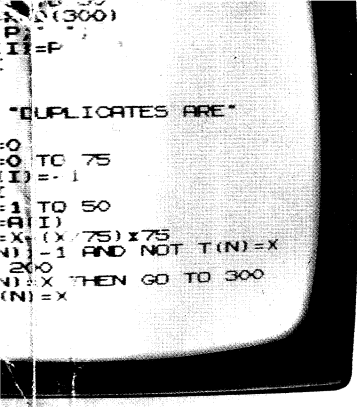 (300)
P; " ";
I)=P
"DUPLICATES ARE"
=0
=0 TO 75
(I)=-1
=1 TO 50
=A(I)
=X-(X/75)*75
N)=-1 AND NOT T(N)=X
200
N)=X THEN GO TO 300
(N)=X